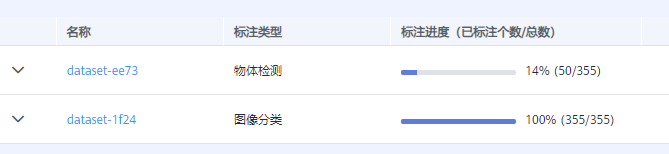 名称 标注类型 标注进度（已标注个数/总数）
dataset-ee73 物体检测 14% (50/355)
dataset-1f24 图像分类 100% (355/355)